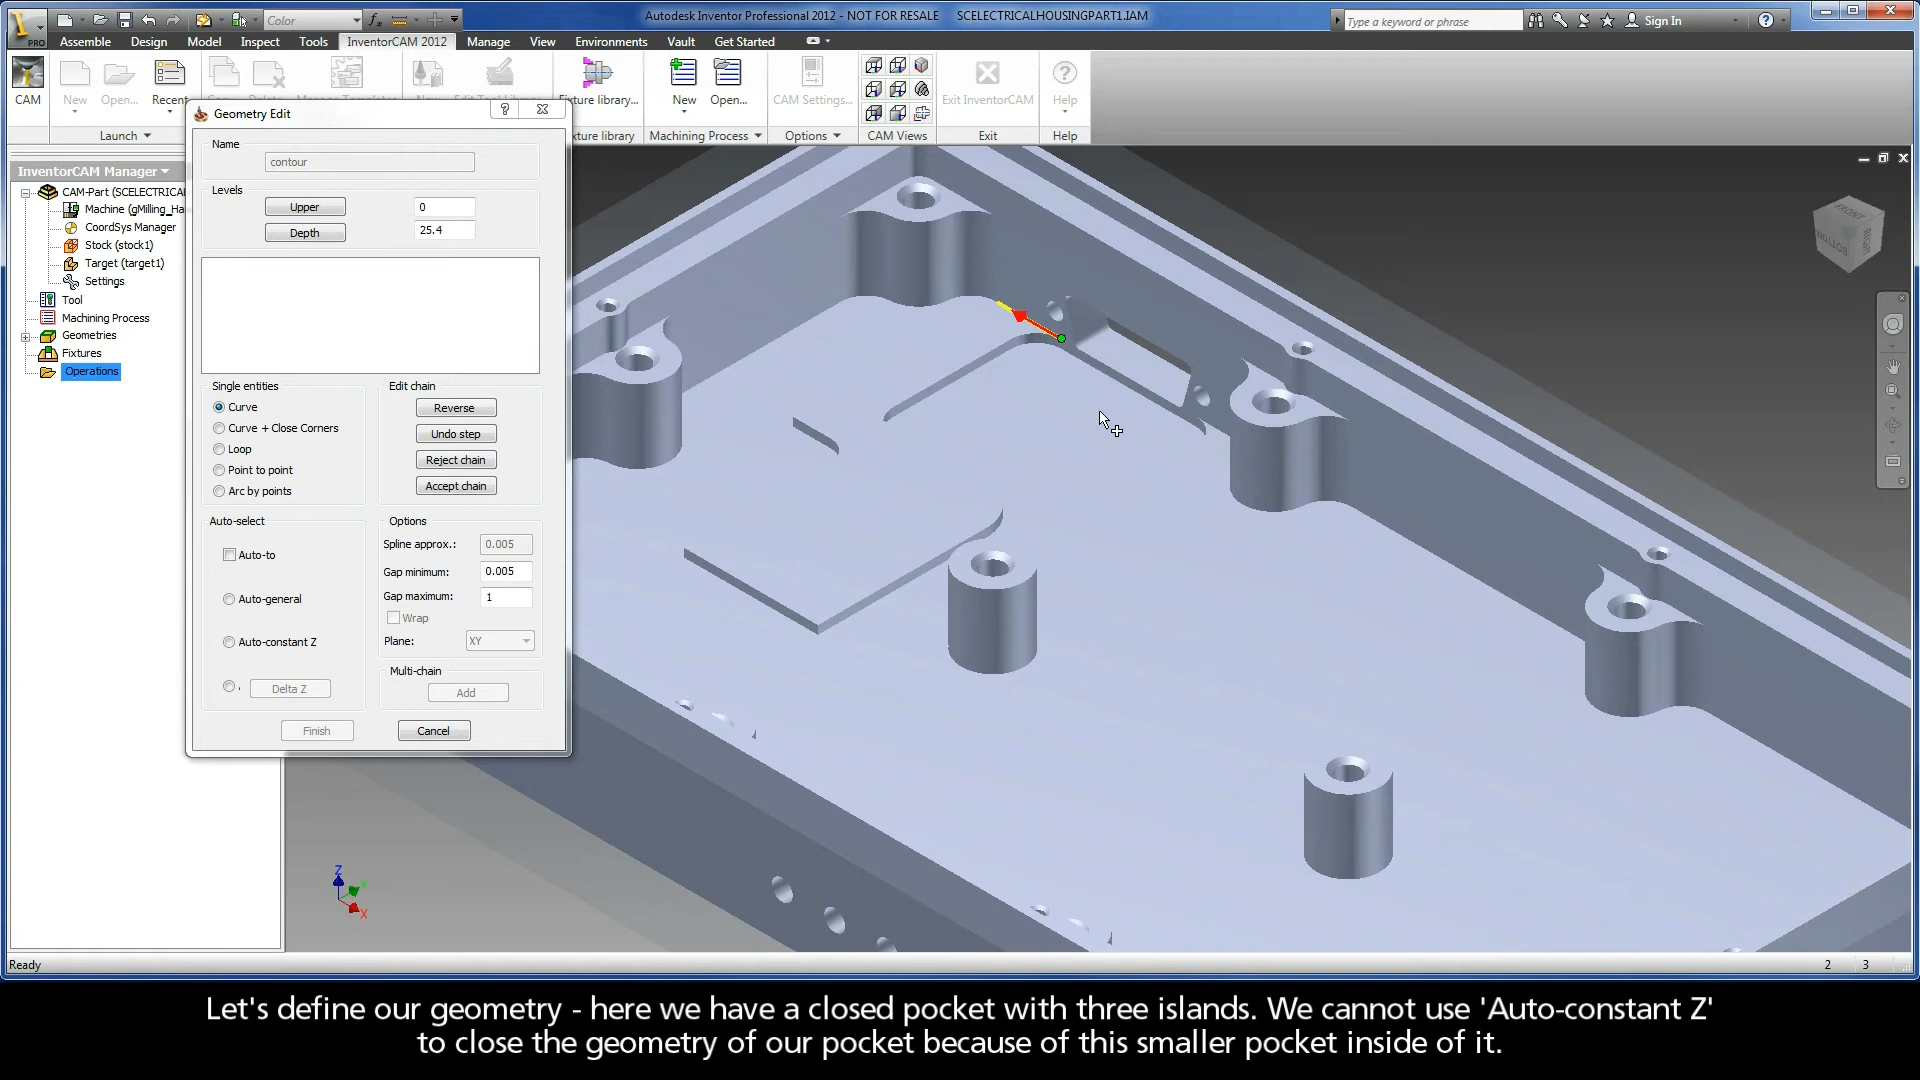 Autodesk Inventor Professional 2012 - NOT FOR RESALE SCELECTRICALHOUSINGPART1.IAM
Color
Type a keyword or phrase
Sign In
PRO
Assemble Design Model Inspect Tools InventorCAM 2012 Manage View Environments Vault Get Started
CAM New Open... Recent
Fixture library... New Open... CAM Settings... Exit InventorCAM Help
Launch
Machining Process Options CAM Views Exit Help
InventorCAM Manager
CAM-Part (SCELECTRICAL
Machine (gMilling_Ha
CoordSys Manager
Stock (stock1)
Target (target1)
Settings
Tool
Machining Process
Geometries
Fixtures
Operations
Geometry Edit
Name
contour
Levels
Upper 0
Depth 25.4
Single entities
Curve
Curve + Close Corners
Loop
Point to point
Arc by points
Edit chain
Reverse
Undo step
Reject chain
Accept chain
Auto-select
Auto-to
Auto-general
Auto-constant Z
Delta Z
Options
Spline approx.: 0.005
Gap minimum: 0.005
Gap maximum: 1
Wrap
Plane: XY
Multi-chain
Add
Finish Cancel
FRONT
RIGHT
BOTTOM
Z
Y
X
Ready
2 3
Let's define our geometry - here we have a closed pocket with three islands. We cannot use 'Auto-constant Z'
to close the geometry of our pocket because of this smaller pocket inside of it.